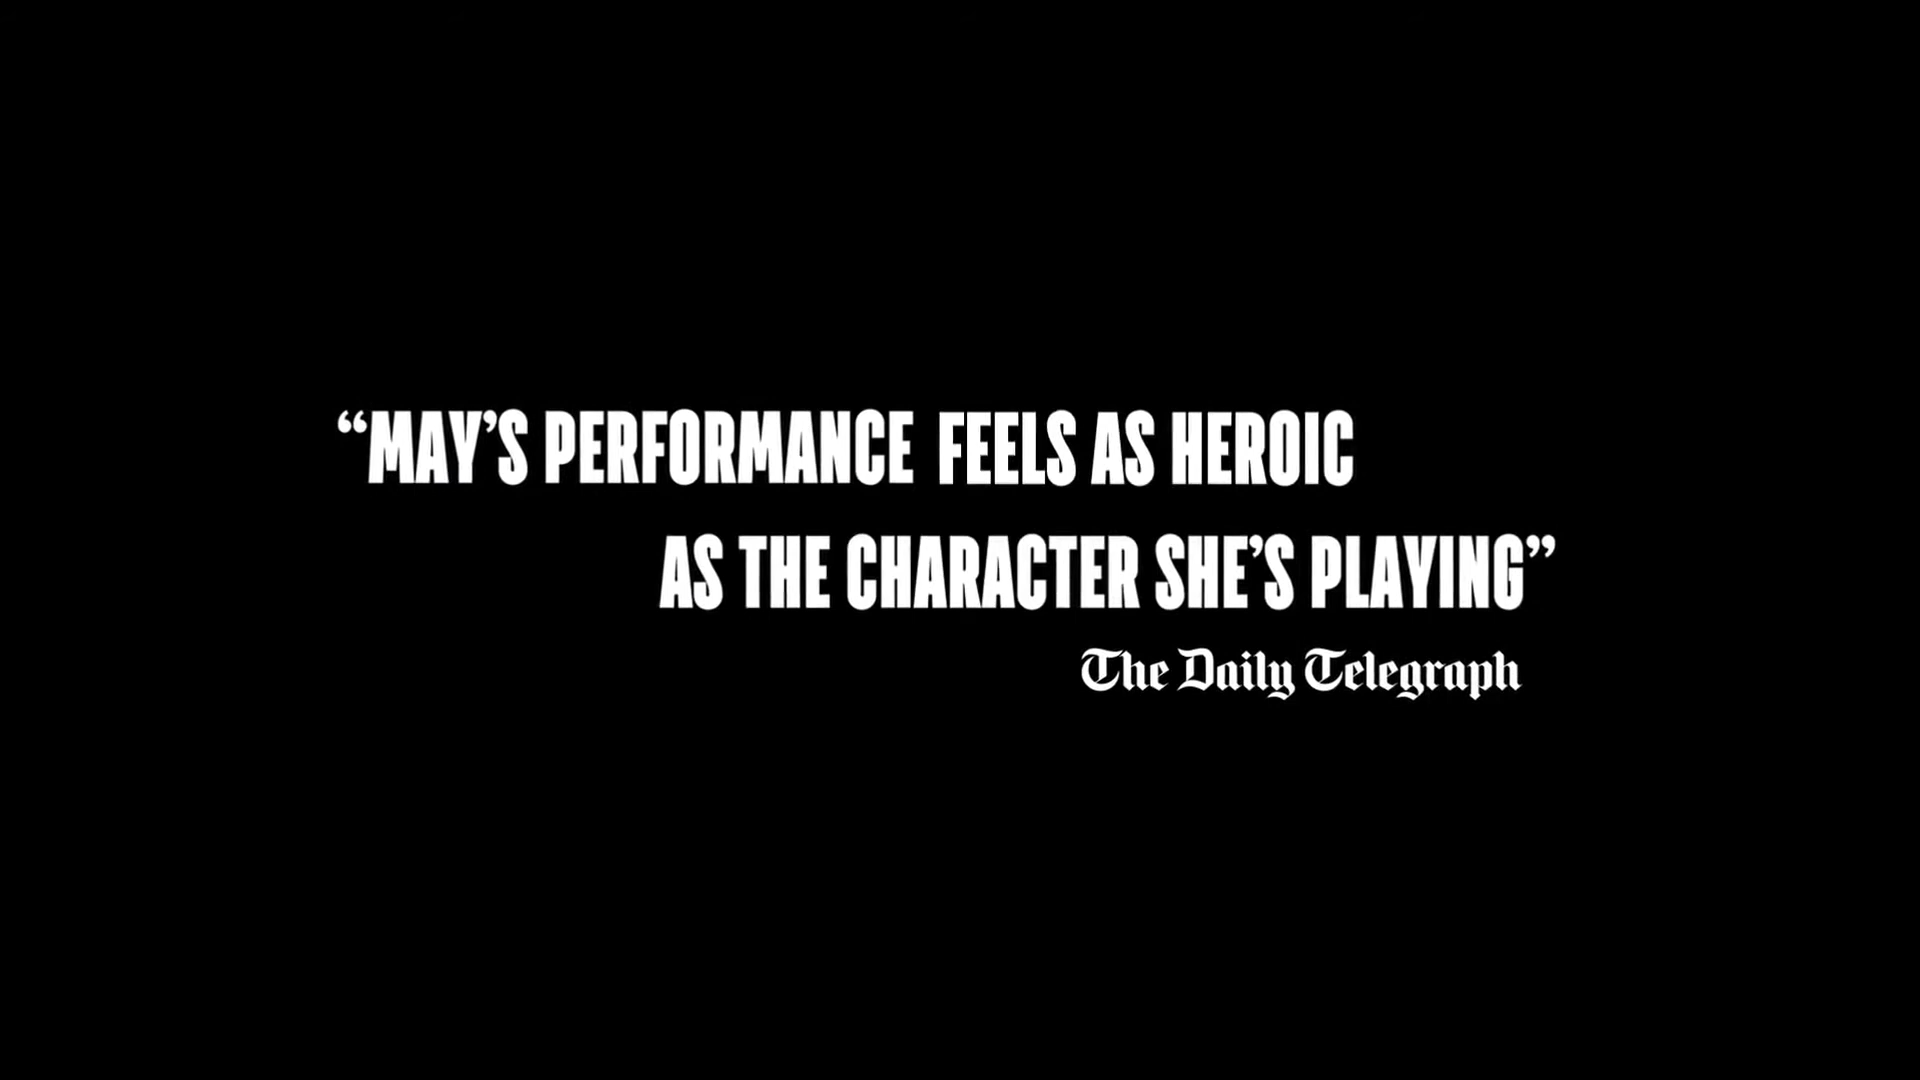 “MAY’S PERFORMANCE FEELS AS HEROIC
AS THE CHARACTER SHE’S PLAYING”
The Daily Telegraph